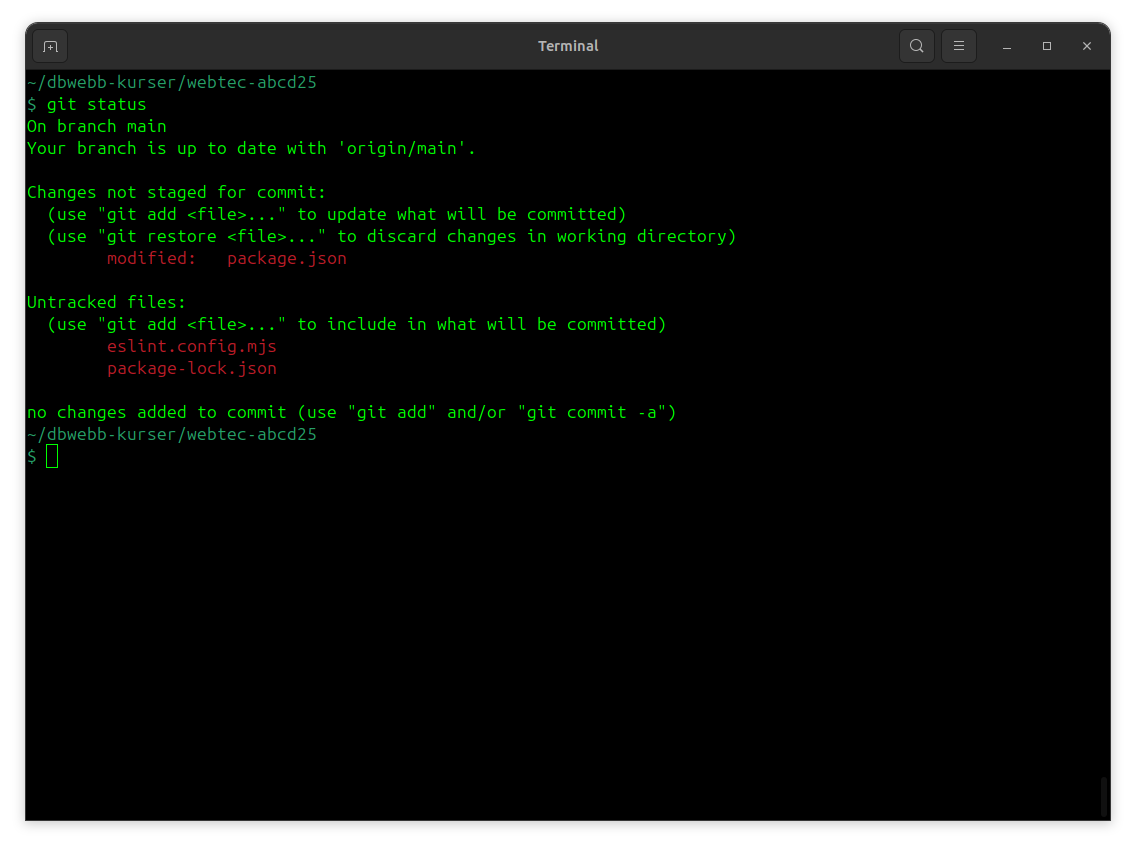 Terminal
~/dbwebb-kurser/webtec-abcd25
$ git status
On branch main
Your branch is up to date with 'origin/main'.
Changes not staged for commit:
  (use "git add <file>..." to update what will be committed)
  (use "git restore <file>..." to discard changes in working directory)
        modified:   package.json
Untracked files:
  (use "git add <file>..." to include in what will be committed)
        eslint.config.mjs
        package-lock.json
no changes added to commit (use "git add" and/or "git commit -a")
~/dbwebb-kurser/webtec-abcd25
$